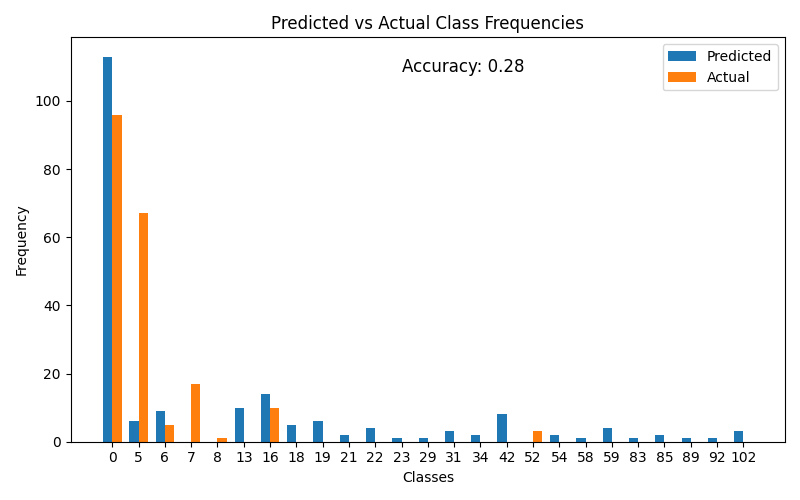 Predicted vs Actual Class Frequencies
Accuracy: 0.28
Predicted
Actual
Frequency
100
80
60
40
20
0
0 5 6 7 8 13 16 18 19 21 22 23 29 31 34 42 52 54 58 59 83 85 89 92 102
Classes